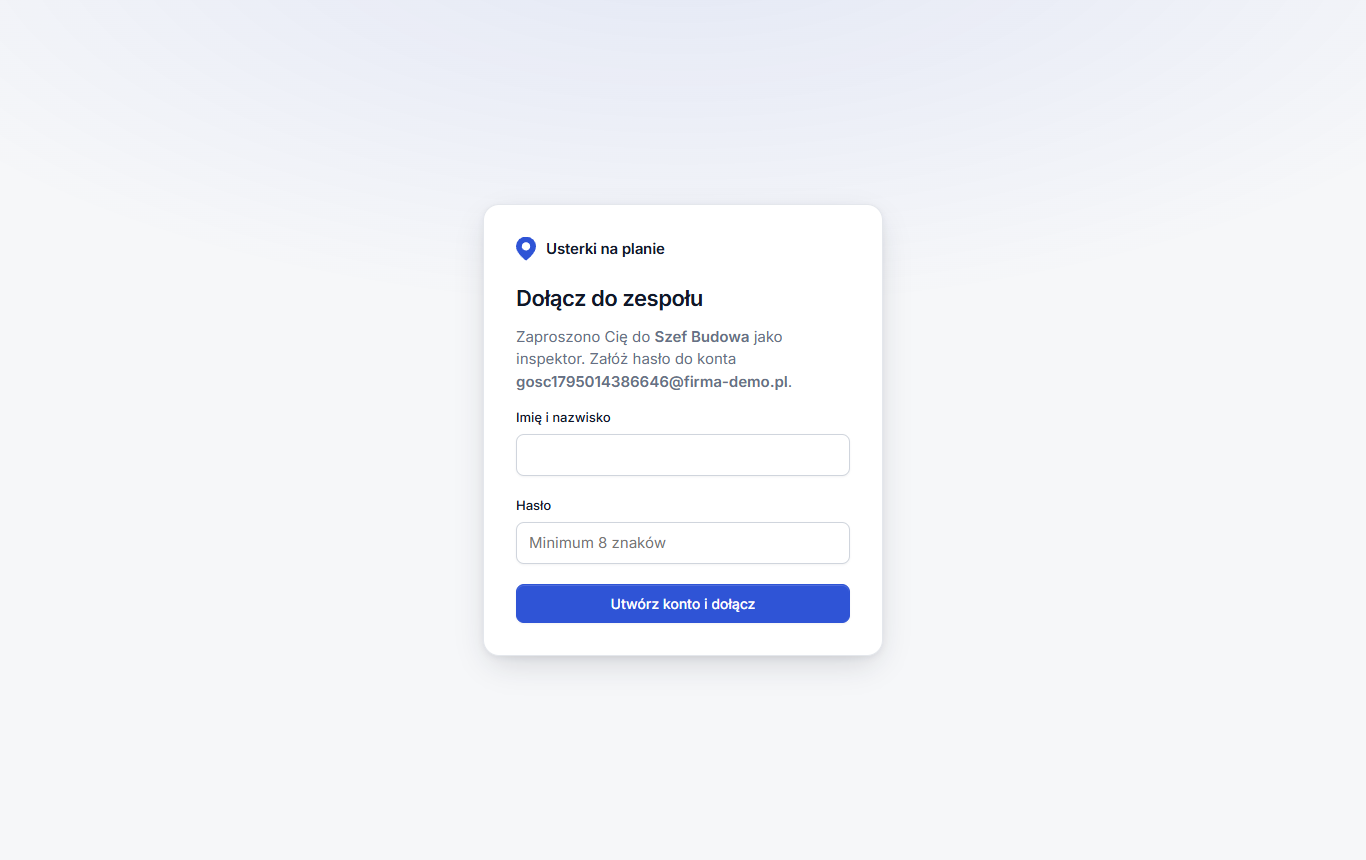 Usterki na planie
Dołącz do zespołu
Zaproszono Cię do Szef Budowa jako
inspektor. Załóż hasło do konta
gosc1795014386646@firma-demo.pl.
Imię i nazwisko
Hasło
Minimum 8 znaków
Utwórz konto i dołącz